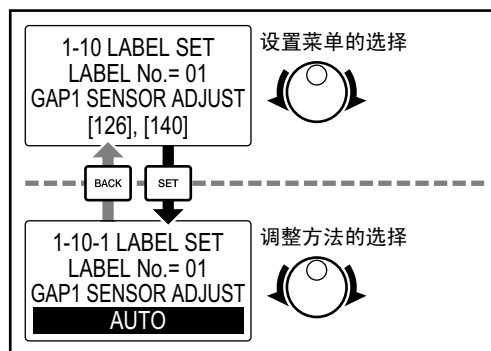 1-10 LABEL SET
LABEL No.= 01
GAP1 SENSOR ADJUST
[126], [140]
设置菜单的选择
BACK
SET
1-10-1 LABEL SET
LABEL No.= 01
GAP1 SENSOR ADJUST
AUTO
调整方法的选择